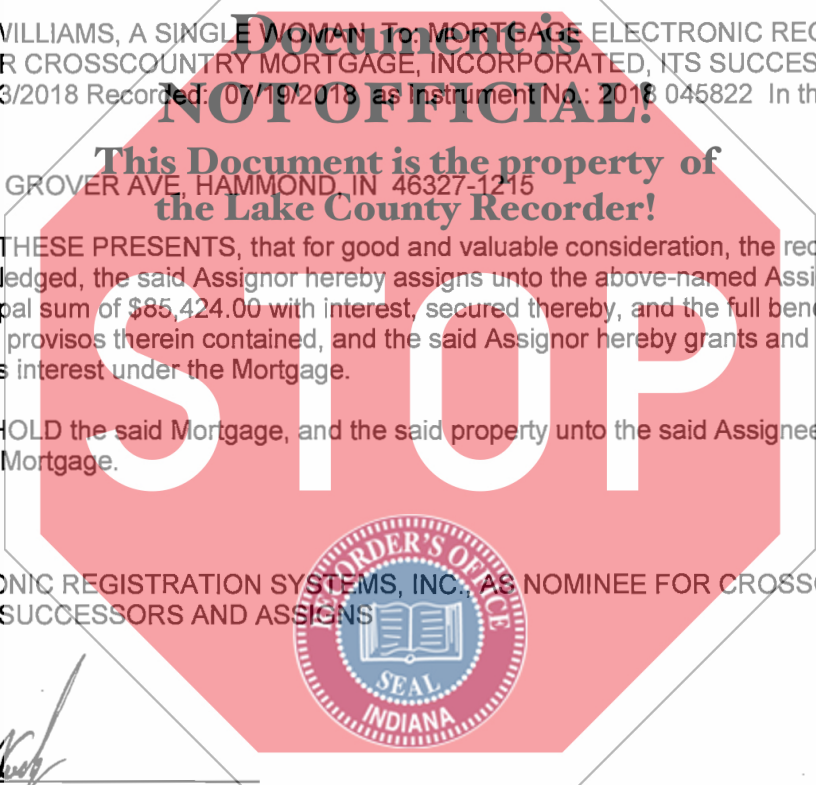 WILLIAMS, A SINGLE WOMAN To: MORTGAGE ELECTRONIC REC
Document is
R CROSSCOUNTRY MORTGAGE, INCORPORATED, ITS SUCCES
3/2018 Recorded: 07/19/2018 as Instrument No.: 2018 045822 In th
NOT OFFICIAL!
This Document is the property of
GROVER AVE, HAMMOND, IN 46327-1215
the Lake County Recorder!
THESE PRESENTS, that for good and valuable consideration, the rec
ledged, the said Assignor hereby assigns unto the above-named Assi
pal sum of $85,424.00 with interest, secured thereby, and the full bene
provisos therein contained, and the said Assignor hereby grants and
s interest under the Mortgage.
STOP
HOLD the said Mortgage, and the said property unto the said Assignee
Mortgage.
RECORDER'S OFFICE
ONIC REGISTRATION SYSTEMS, INC., AS NOMINEE FOR CROSSC
SUCCESSORS AND ASSIGNS
SEAL
INDIANA